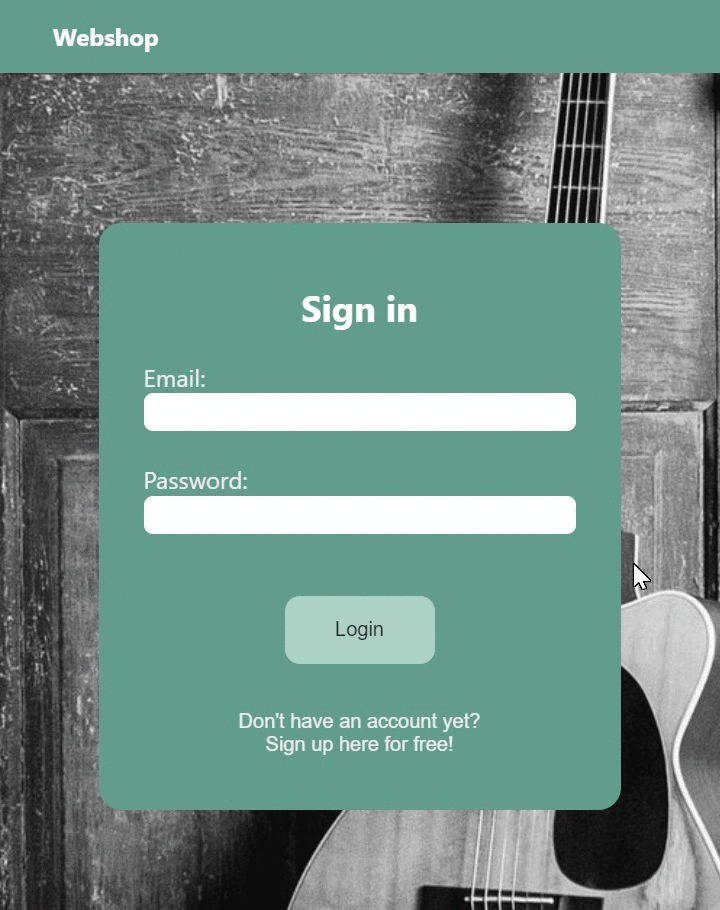 Webshop
Sign in
Email:
Password:
Login
Don't have an account yet?
Sign up here for free!